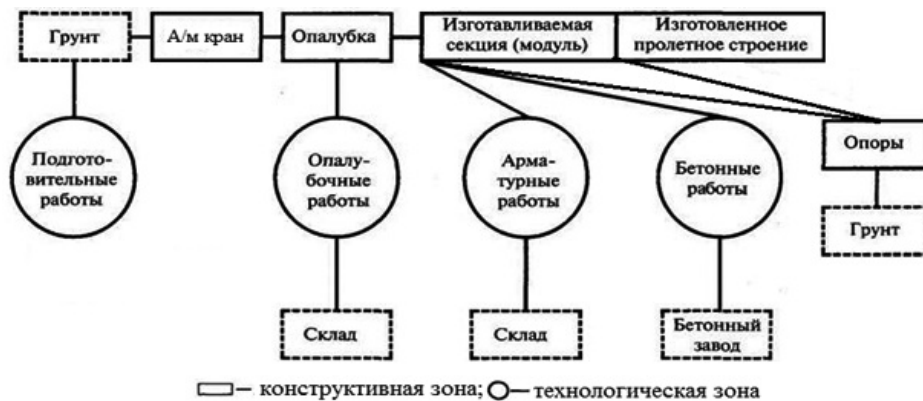 Грунт
А/м кран
Опалубка
Изготавливаемая
секция (модуль)
Изготовленное
пролетное строение
Подгото-
вительные
работы
Опалу-
бочные
работы
Арма-
турные
работы
Бетонные
работы
Опоры
Грунт
Склад
Склад
Бетонный
завод
— конструктивная зона; — технологическая зона